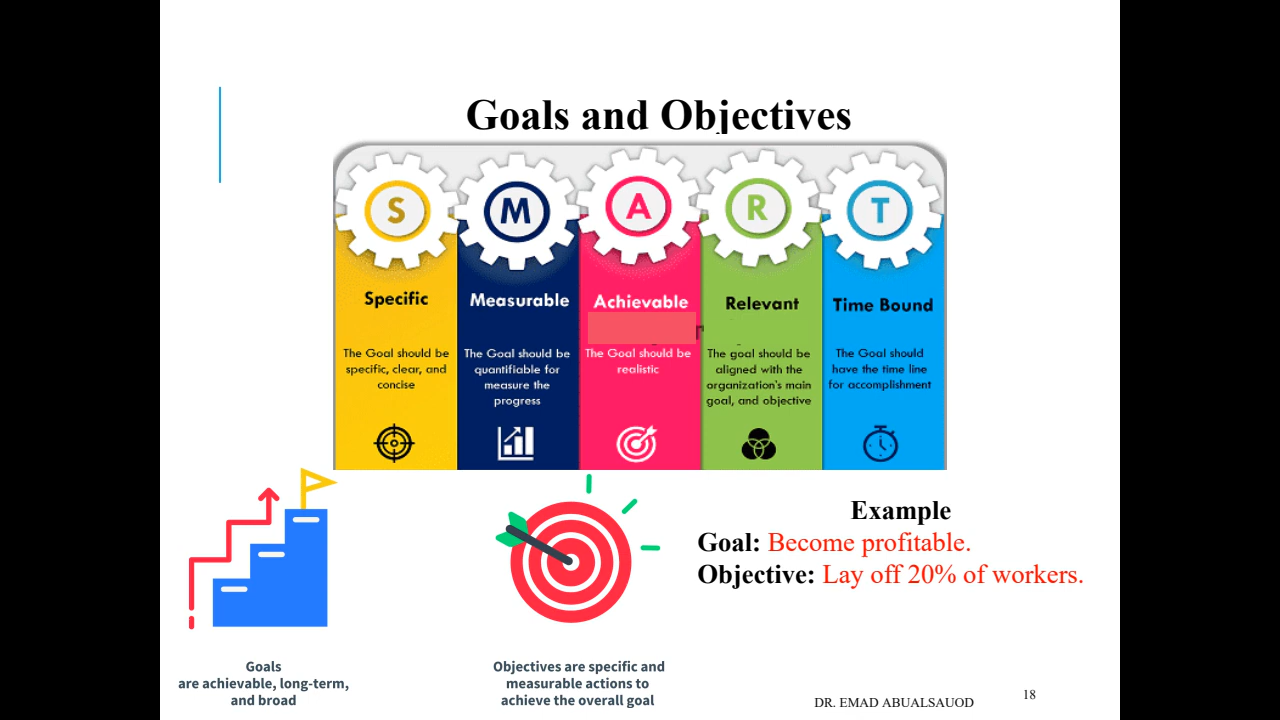 Goals and Objectives
S
M
A
R
T
Specific
Measurable
Achievable
Relevant
Time Bound
The Goal should be
specific, clear, and
concise
The Goal should be
quantifiable for
measure the
progress
The Goal should be
realistic
The goal should be
aligned with the
organization's main
goal, and objective
The Goal should
have the time line
for accomplishment
Example
Goal: Become profitable.
Objective: Lay off 20% of workers.
Goals
are achievable, long-term,
and broad
Objectives are specific and
measurable actions to
achieve the overall goal
DR. EMAD ABUALSAUOD
18